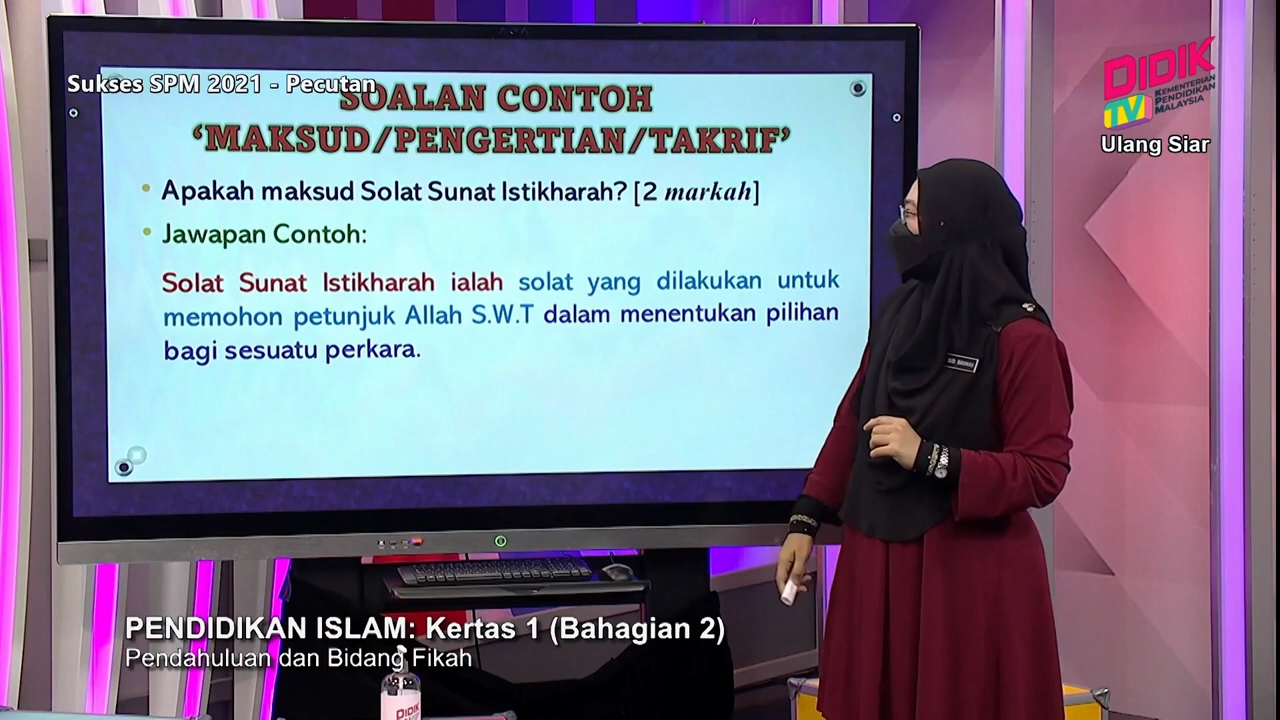 Sukses SPM 2021 - Pecutan
SOALAN CONTOH
‘MAKSUD/PENGERTIAN/TAKRIF’
Apakah maksud Solat Sunat Istikharah? [2 markah]
Jawapan Contoh:
Solat Sunat Istikharah ialah solat yang dilakukan untuk
memohon petunjuk Allah S.W.T dalam menentukan pilihan
bagi sesuatu perkara.
DIDIK
TV
KEMENTERIAN
PENDIDIKAN
MALAYSIA
Ulang Siar
PENDIDIKAN ISLAM: Kertas 1 (Bahagian 2)
Pendahuluan dan Bidang Fikah
DIDIK